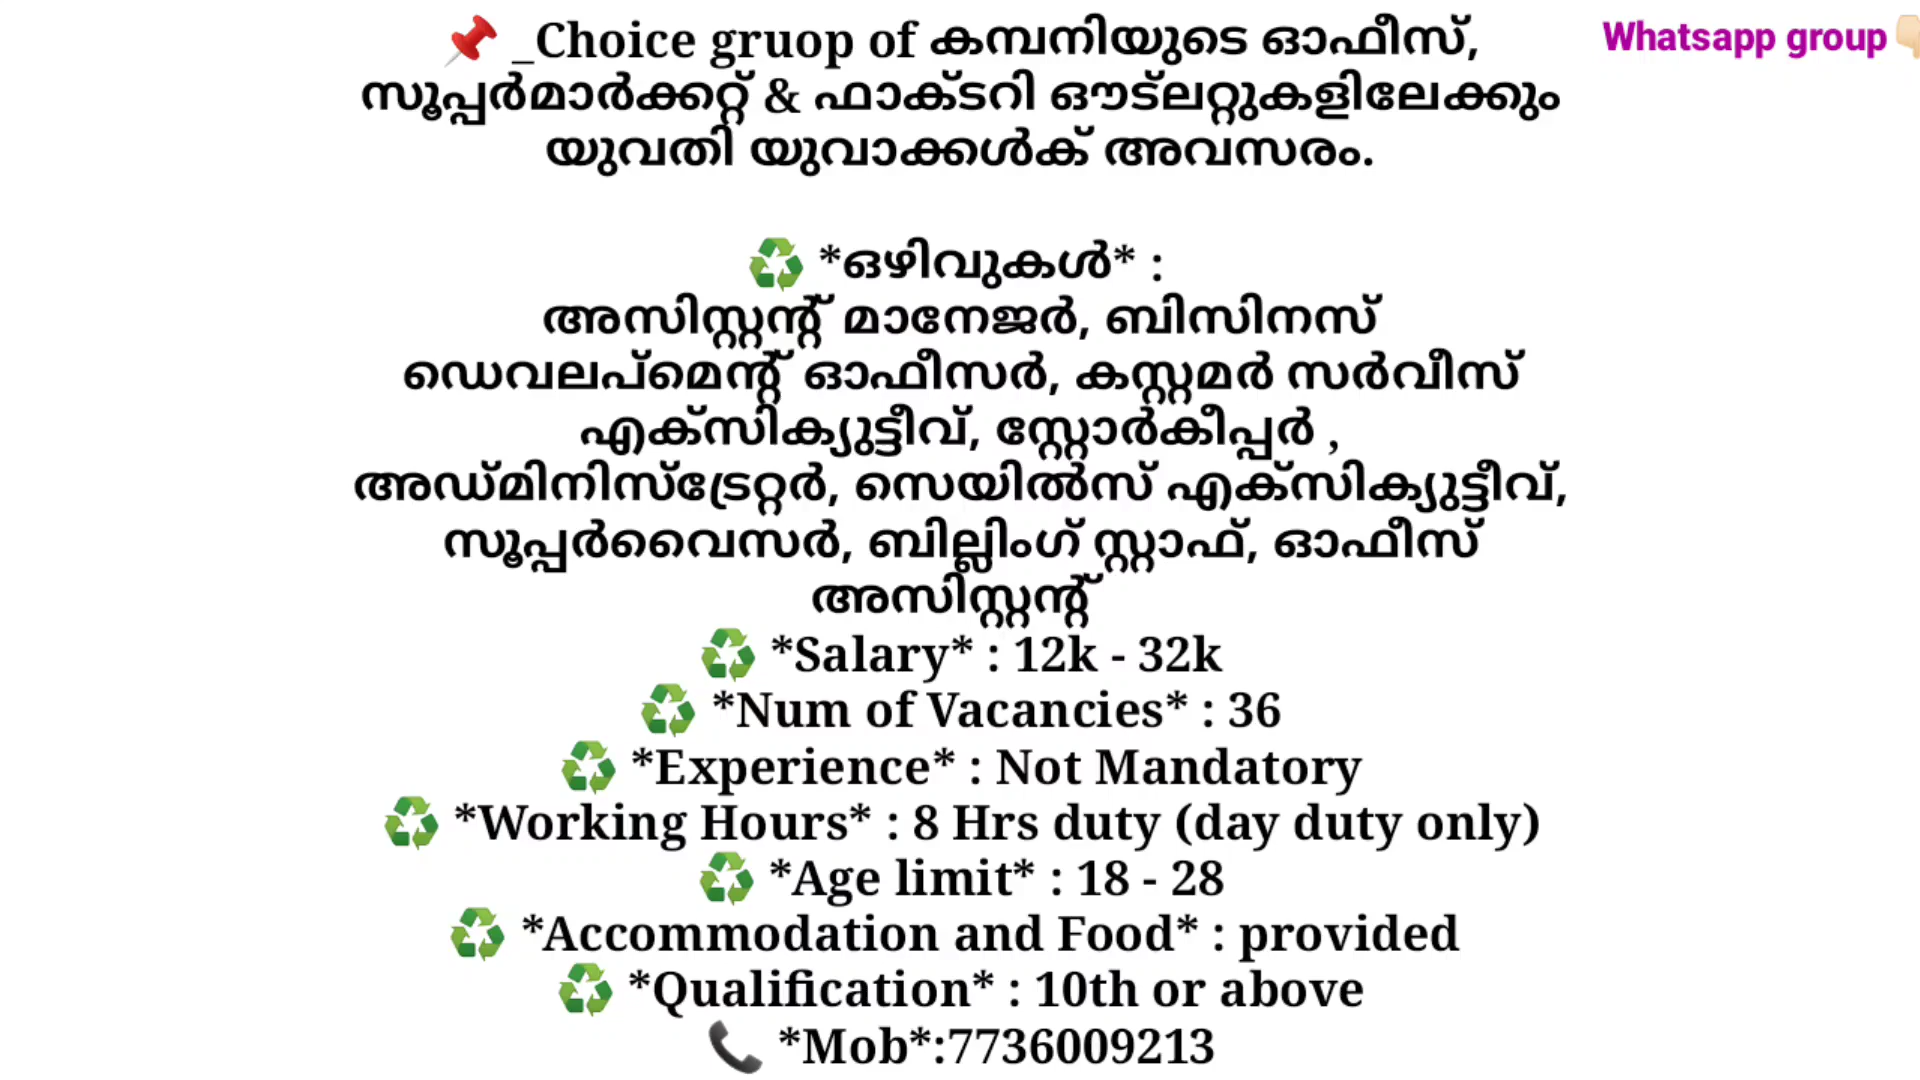 📌 _Choice gruop of കമ്പനിയുടെ ഓഫീസ്,
Whatsapp group👇🏻
സൂപ്പർമാർക്കറ്റ് & ഫാക്ടറി ഔട്ലറ്റുകളിലേക്കും
യുവതി യുവാക്കൾക് അവസരം.
♻️ *ഒഴിവുകൾ* :
അസിസ്റ്റന്റ് മാനേജർ, ബിസിനസ്
ഡെവലപ്മെന്റ് ഓഫീസർ, കസ്റ്റമർ സർവീസ്
എക്സിക്യുട്ടീവ്, സ്റ്റോർകീപ്പർ ,
അഡ്മിനിസ്ട്രേറ്റർ, സെയിൽസ് എക്സിക്യുട്ടീവ്,
സൂപ്പർവൈസർ, ബില്ലിംഗ് സ്റ്റാഫ്, ഓഫീസ്
അസിസ്റ്റന്റ്
♻️ *Salary* : 12k - 32k
♻️ *Num of Vacancies* : 36
♻️ *Experience* : Not Mandatory
♻️ *Working Hours* : 8 Hrs duty (day duty only)
♻️ *Age limit* : 18 - 28
♻️ *Accommodation and Food* : provided
♻️ *Qualification* : 10th or above
📞 *Mob*:7736009213